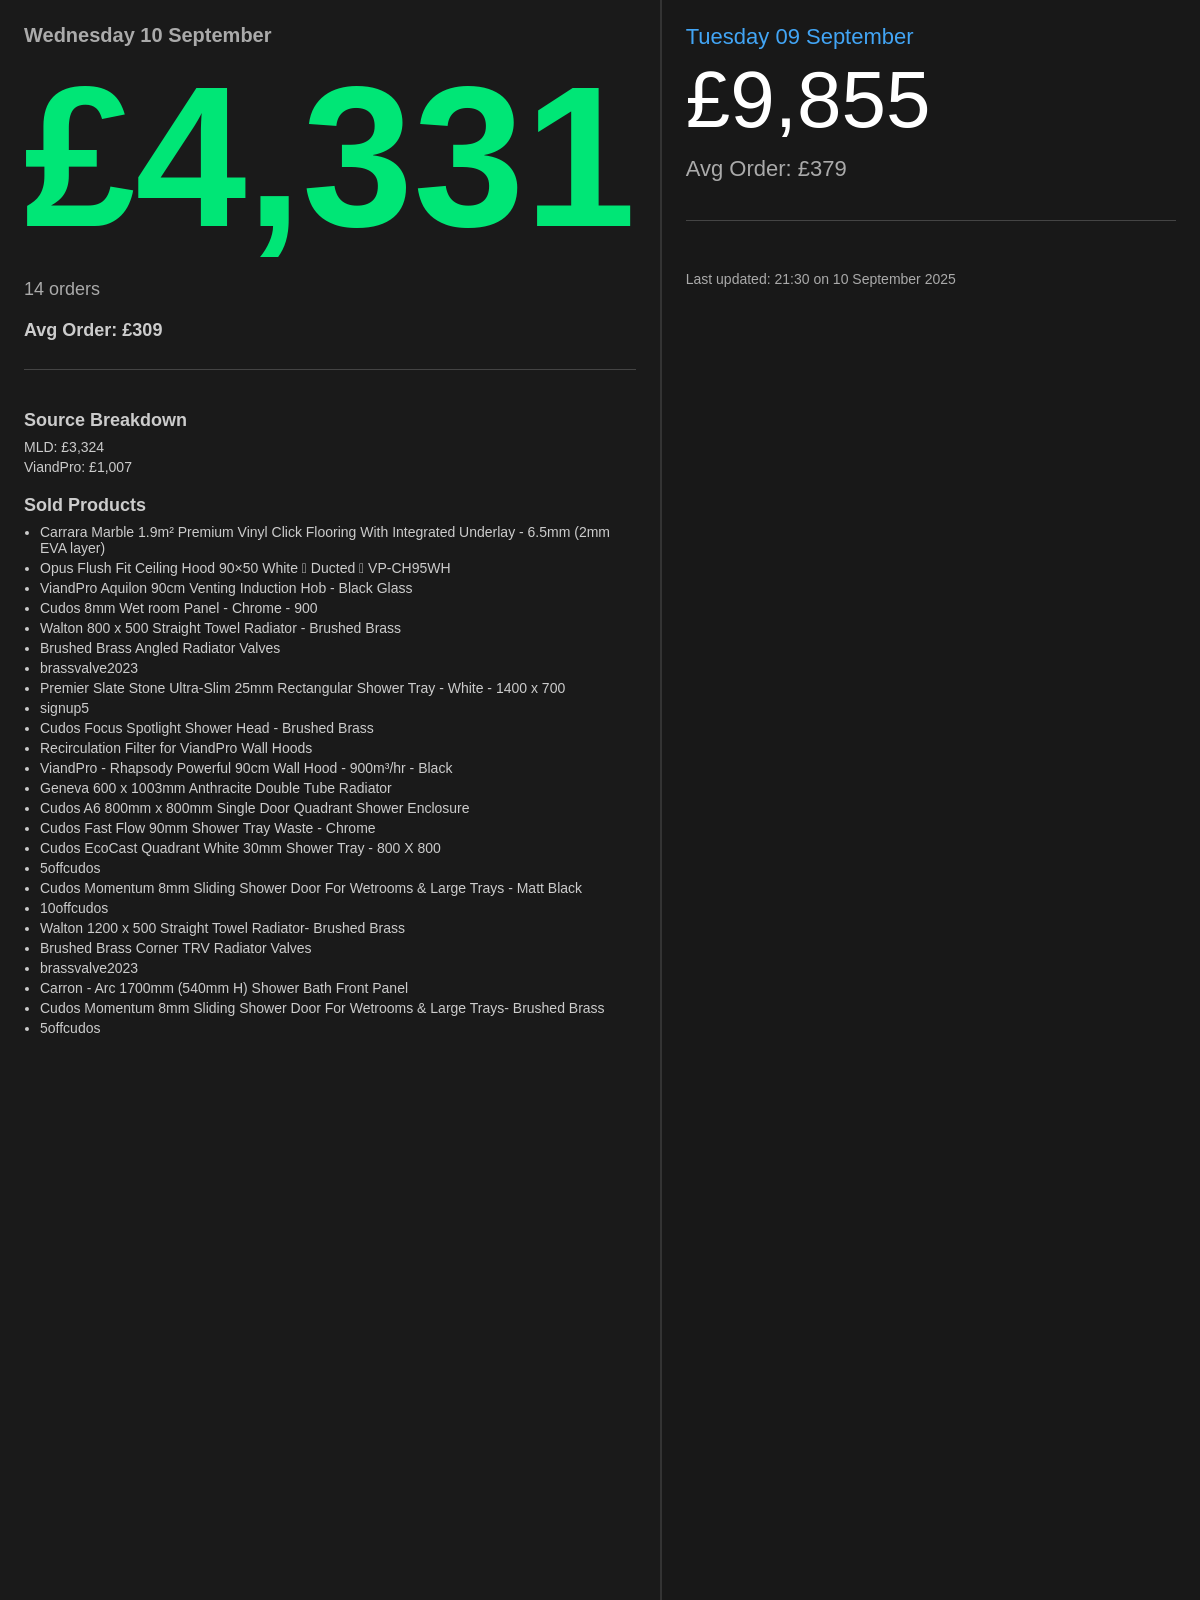 Wednesday 10 September
£4,331
14 orders
Avg Order: £309
Source Breakdown
MLD: £3,324
ViandPro: £1,007
Sold Products
• Carrara Marble 1.9m² Premium Vinyl Click Flooring With Integrated Underlay - 6.5mm (2mm
EVA layer)
• Opus Flush Fit Ceiling Hood 90×50 White 𖠿 Ducted 𖠿 VP-CH95WH
• ViandPro Aquilon 90cm Venting Induction Hob - Black Glass
• Cudos 8mm Wet room Panel - Chrome - 900
• Walton 800 x 500 Straight Towel Radiator - Brushed Brass
• Brushed Brass Angled Radiator Valves
• brassvalve2023
• Premier Slate Stone Ultra-Slim 25mm Rectangular Shower Tray - White - 1400 x 700
• signup5
• Cudos Focus Spotlight Shower Head - Brushed Brass
• Recirculation Filter for ViandPro Wall Hoods
• ViandPro - Rhapsody Powerful 90cm Wall Hood - 900m³/hr - Black
• Geneva 600 x 1003mm Anthracite Double Tube Radiator
• Cudos A6 800mm x 800mm Single Door Quadrant Shower Enclosure
• Cudos Fast Flow 90mm Shower Tray Waste - Chrome
• Cudos EcoCast Quadrant White 30mm Shower Tray - 800 X 800
• 5offcudos
• Cudos Momentum 8mm Sliding Shower Door For Wetrooms & Large Trays - Matt Black
• 10offcudos
• Walton 1200 x 500 Straight Towel Radiator- Brushed Brass
• Brushed Brass Corner TRV Radiator Valves
• brassvalve2023
• Carron - Arc 1700mm (540mm H) Shower Bath Front Panel
• Cudos Momentum 8mm Sliding Shower Door For Wetrooms & Large Trays- Brushed Brass
• 5offcudos
Tuesday 09 September
£9,855
Avg Order: £379
Last updated: 21:30 on 10 September 2025